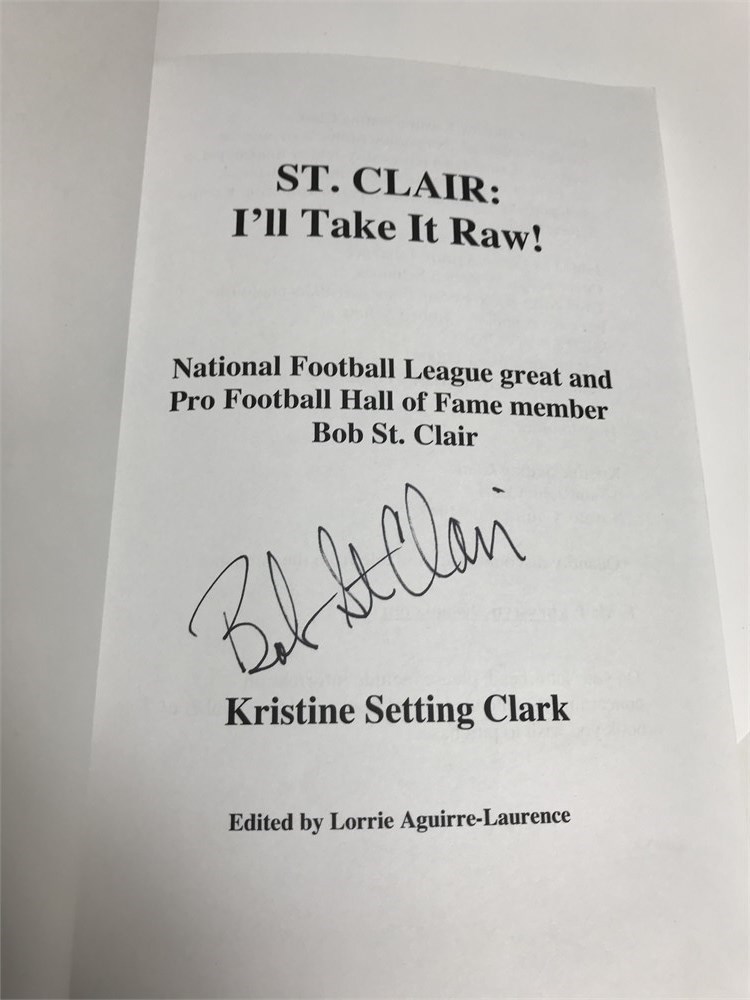 ST. CLAIR:
I'll Take It Raw!
National Football League great and
Pro Football Hall of Fame member
Bob St. Clair
Bob St Clair
Kristine Setting Clark
Edited by Lorrie Aguirre-Laurence